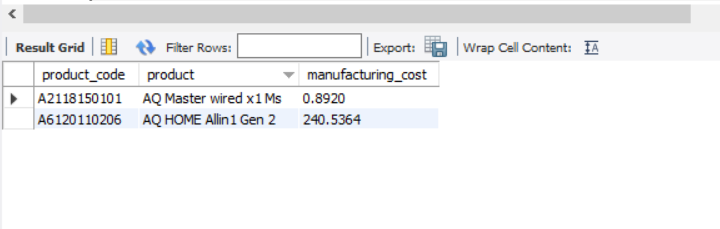 Result Grid Filter Rows: Export: Wrap Cell Content: IA
product_code product manufacturing_cost
A2118150101 AQ Master wired x1 Ms 0.8920
A6120110206 AQ HOME Allin1 Gen 2 240.5364